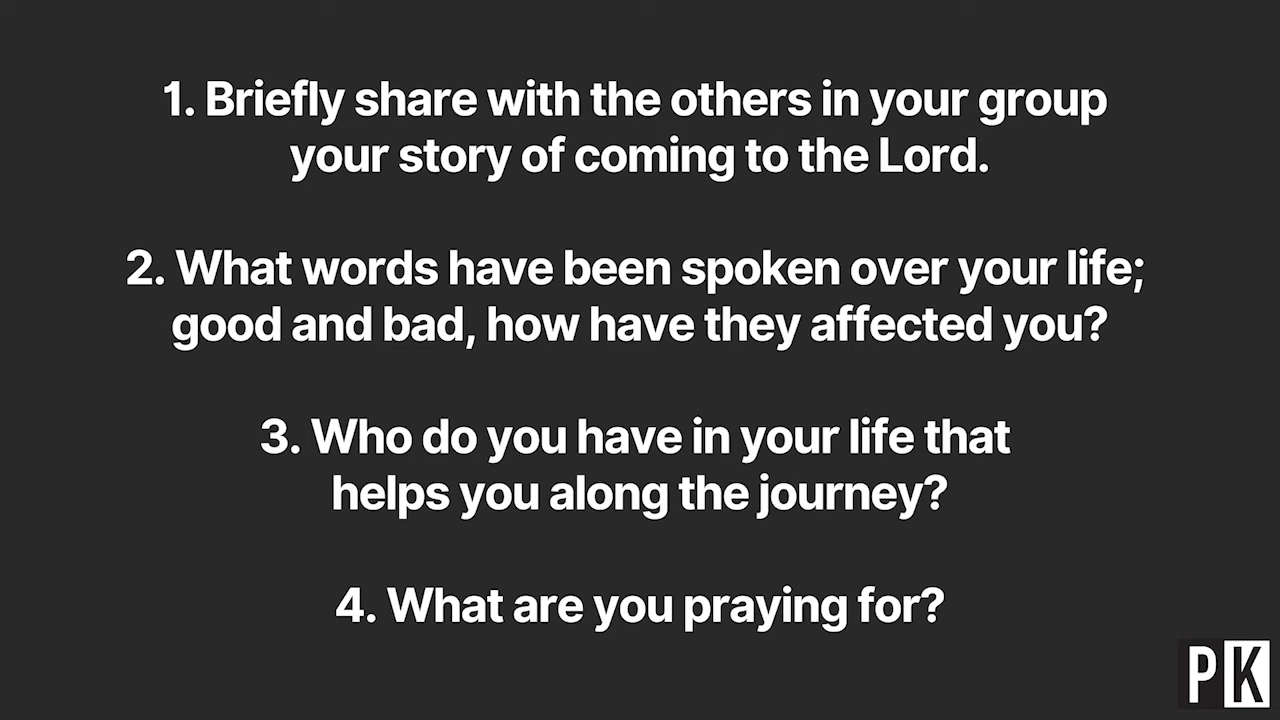 1. Briefly share with the others in your group
your story of coming to the Lord.
2. What words have been spoken over your life;
good and bad, how have they affected you?
3. Who do you have in your life that
helps you along the journey?
4. What are you praying for?
PK